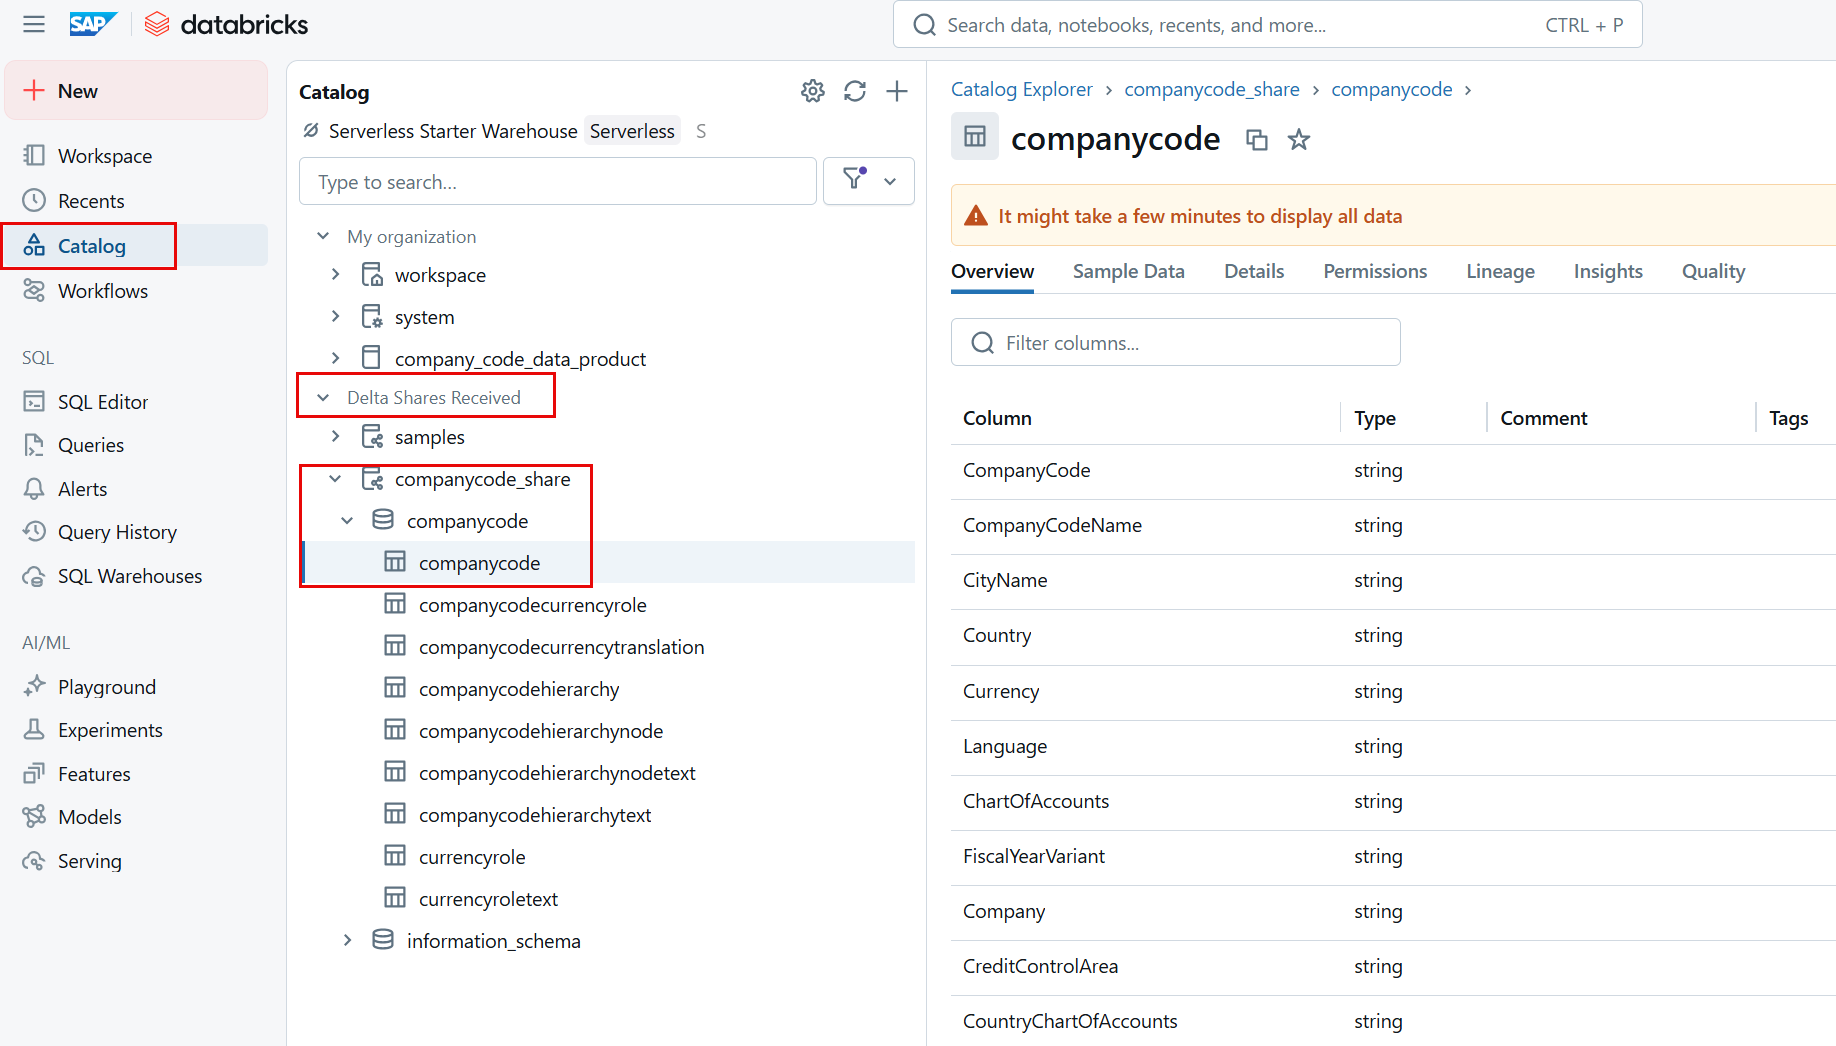 SAP databricks
Search data, notebooks, recents, and more... CTRL + P
New
Workspace
Recents
Catalog
Workflows
SQL
SQL Editor
Queries
Alerts
Query History
SQL Warehouses
AI/ML
Playground
Experiments
Features
Models
Serving
Catalog
Serverless Starter Warehouse Serverless S
Type to search...
My organization
workspace
system
company_code_data_product
Delta Shares Received
samples
companycode_share
companycode
companycode
companycodecurrencyrole
companycodecurrencytranslation
companycodehierarchy
companycodehierarchynode
companycodehierarchynodetext
companycodehierarchytext
currencyrole
currencyroletext
information_schema
Catalog Explorer > companycode_share > companycode >
companycode
It might take a few minutes to display all data
Overview Sample Data Details Permissions Lineage Insights Quality
Filter columns...
Column Type Comment Tags
CompanyCode string
CompanyCodeName string
CityName string
Country string
Currency string
Language string
ChartOfAccounts string
FiscalYearVariant string
Company string
CreditControlArea string
CountryChartOfAccounts string